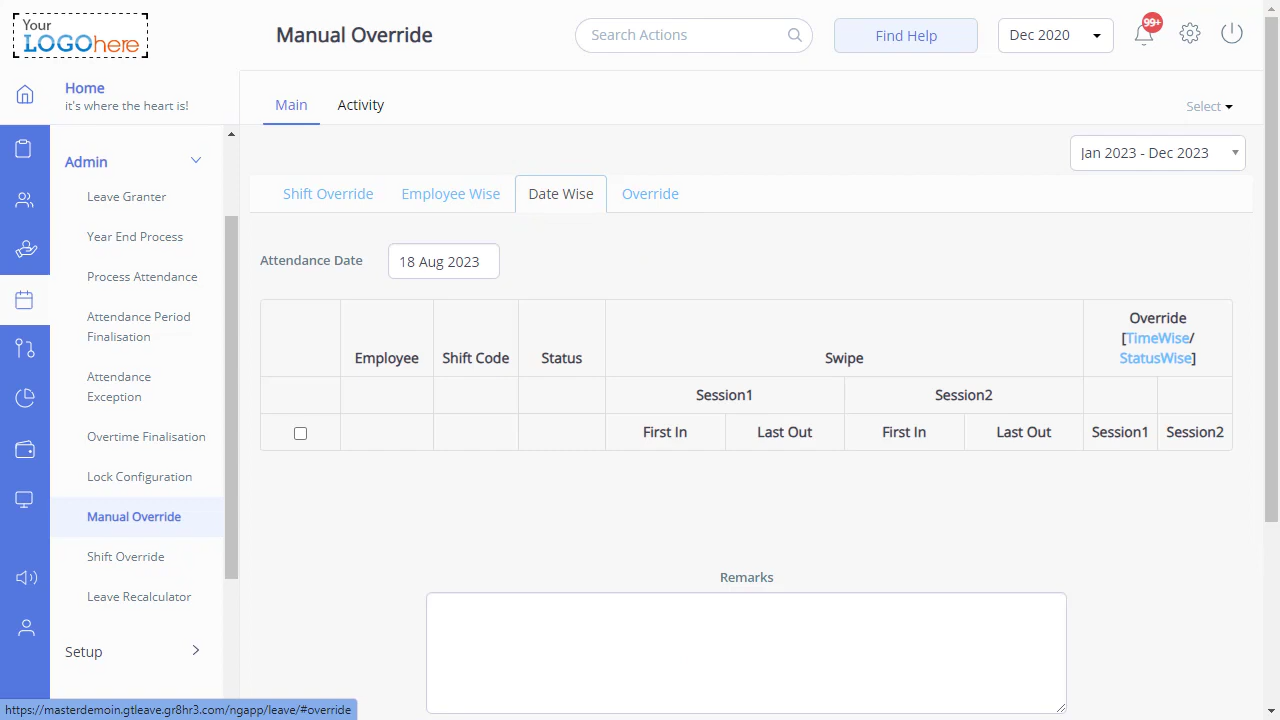 Your
LOGOhere
Manual Override
Search Actions
Find Help
Dec 2020
99+
Home
it's where the heart is!
Main
Activity
Select
Admin
Jan 2023 - Dec 2023
Leave Granter
Year End Process
Process Attendance
Attendance Period
Finalisation
Attendance
Exception
Overtime Finalisation
Lock Configuration
Manual Override
Shift Override
Leave Recalculator
Setup
Shift Override
Employee Wise
Date Wise
Override
Attendance Date
18 Aug 2023
Employee
Shift Code
Status
Swipe
Override
[TimeWise/
StatusWise]
Session1
Session2
First In
Last Out
First In
Last Out
Session1
Session2
Remarks
https://masterdemoin.gtleave.gr8hr3.com/ngapp/leave/#override